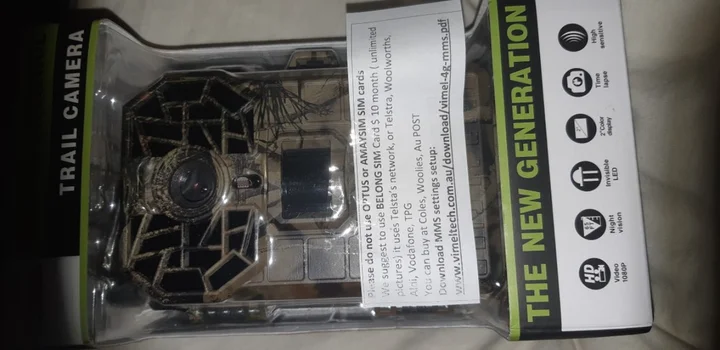 TRAIL CAMERA
Please do not use OPTUS or AMAYSIM SIM cards
We suggest to use BELONG SIM Card $ 10 month ( unlimited
pictures) it uses Telsta's network, or Telstra, Woolworths,
Aldi, Vodafone, TPG
You can buy at Coles, Woolies, Au POST
Download MMS settings setup:
www.vimeltech.com.au/download/vimel-4g-mms.pdf
THE NEW GENERATION
HD
Video
1080P
Night
vision
Invisible
LED
2"Color
display
Time
lapse
High
sensitive